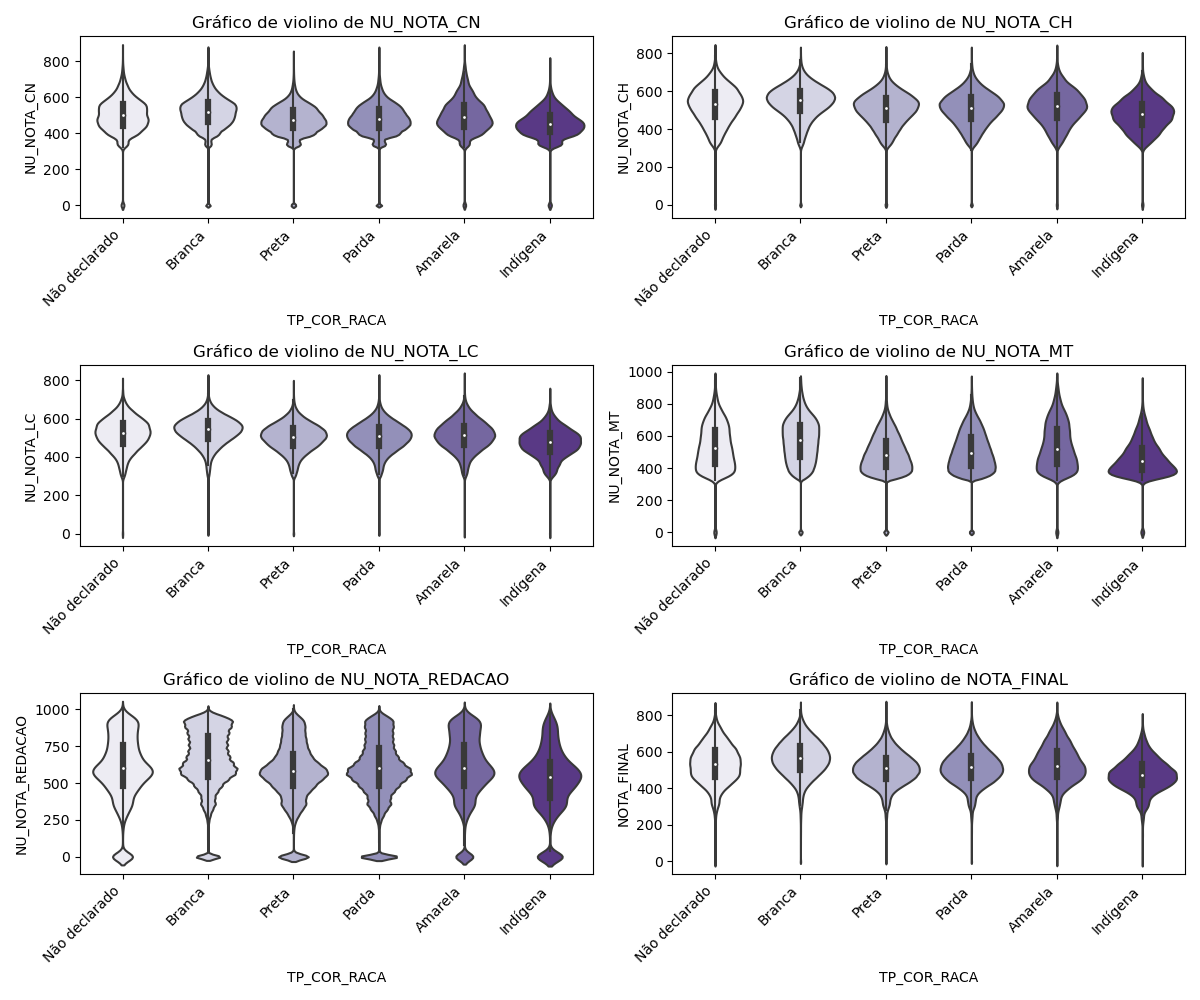 Gráfico de violino de NU_NOTA_CN
NU_NOTA_CN
800
600
400
200
0
Não declarado
Branca
Preta
Parda
Amarela
Indígena
TP_COR_RACA
Gráfico de violino de NU_NOTA_CH
NU_NOTA_CH
800
600
400
200
0
Não declarado
Branca
Preta
Parda
Amarela
Indígena
TP_COR_RACA
Gráfico de violino de NU_NOTA_LC
NU_NOTA_LC
800
600
400
200
0
Não declarado
Branca
Preta
Parda
Amarela
Indígena
TP_COR_RACA
Gráfico de violino de NU_NOTA_MT
NU_NOTA_MT
1000
800
600
400
200
0
Não declarado
Branca
Preta
Parda
Amarela
Indígena
TP_COR_RACA
Gráfico de violino de NU_NOTA_REDACAO
NU_NOTA_REDACAO
1000
750
500
250
0
Não declarado
Branca
Preta
Parda
Amarela
Indígena
TP_COR_RACA
Gráfico de violino de NOTA_FINAL
NOTA_FINAL
800
600
400
200
0
Não declarado
Branca
Preta
Parda
Amarela
Indígena
TP_COR_RACA